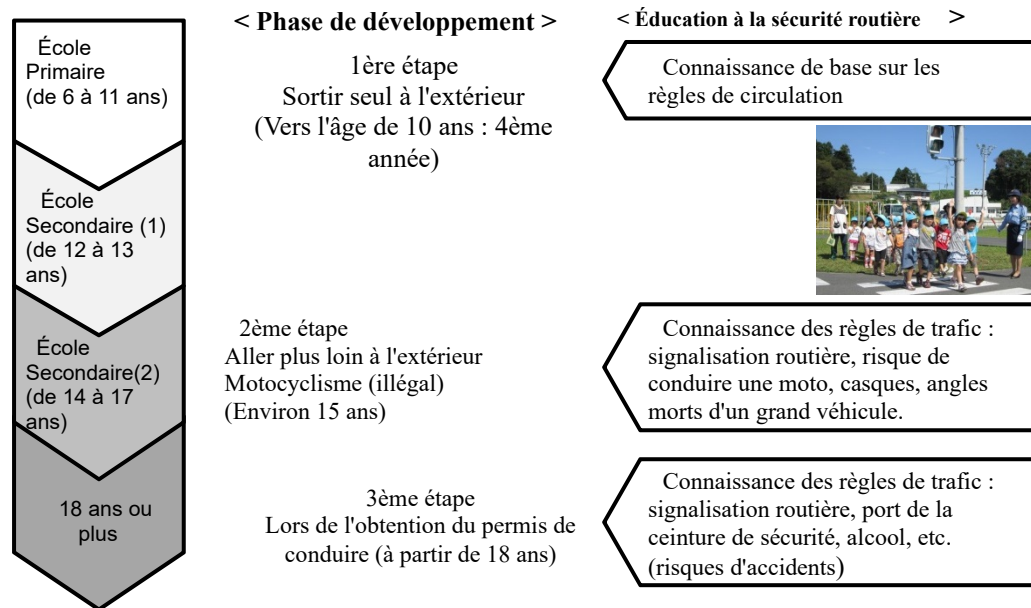 < Phase de développement >
< Éducation à la sécurité routière >
École
Primaire
(de 6 à 11 ans)
1ère étape
Sortir seul à l'extérieur
(Vers l'âge de 10 ans : 4ème
année)
Connaissance de base sur les
règles de circulation
École
Secondaire (1)
(de 12 à 13
ans)
École
Secondaire(2)
(de 14 à 17
ans)
2ème étape
Aller plus loin à l'extérieur
Motocyclisme (illégal)
(Environ 15 ans)
Connaissance des règles de trafic :
signalisation routière, risque de
conduire une moto, casques, angles
morts d'un grand véhicule.
18 ans ou
plus
3ème étape
Lors de l'obtention du permis de
conduire (à partir de 18 ans)
Connaissance des règles de trafic :
signalisation routière, port de la
ceinture de sécurité, alcool, etc.
(risques d'accidents)